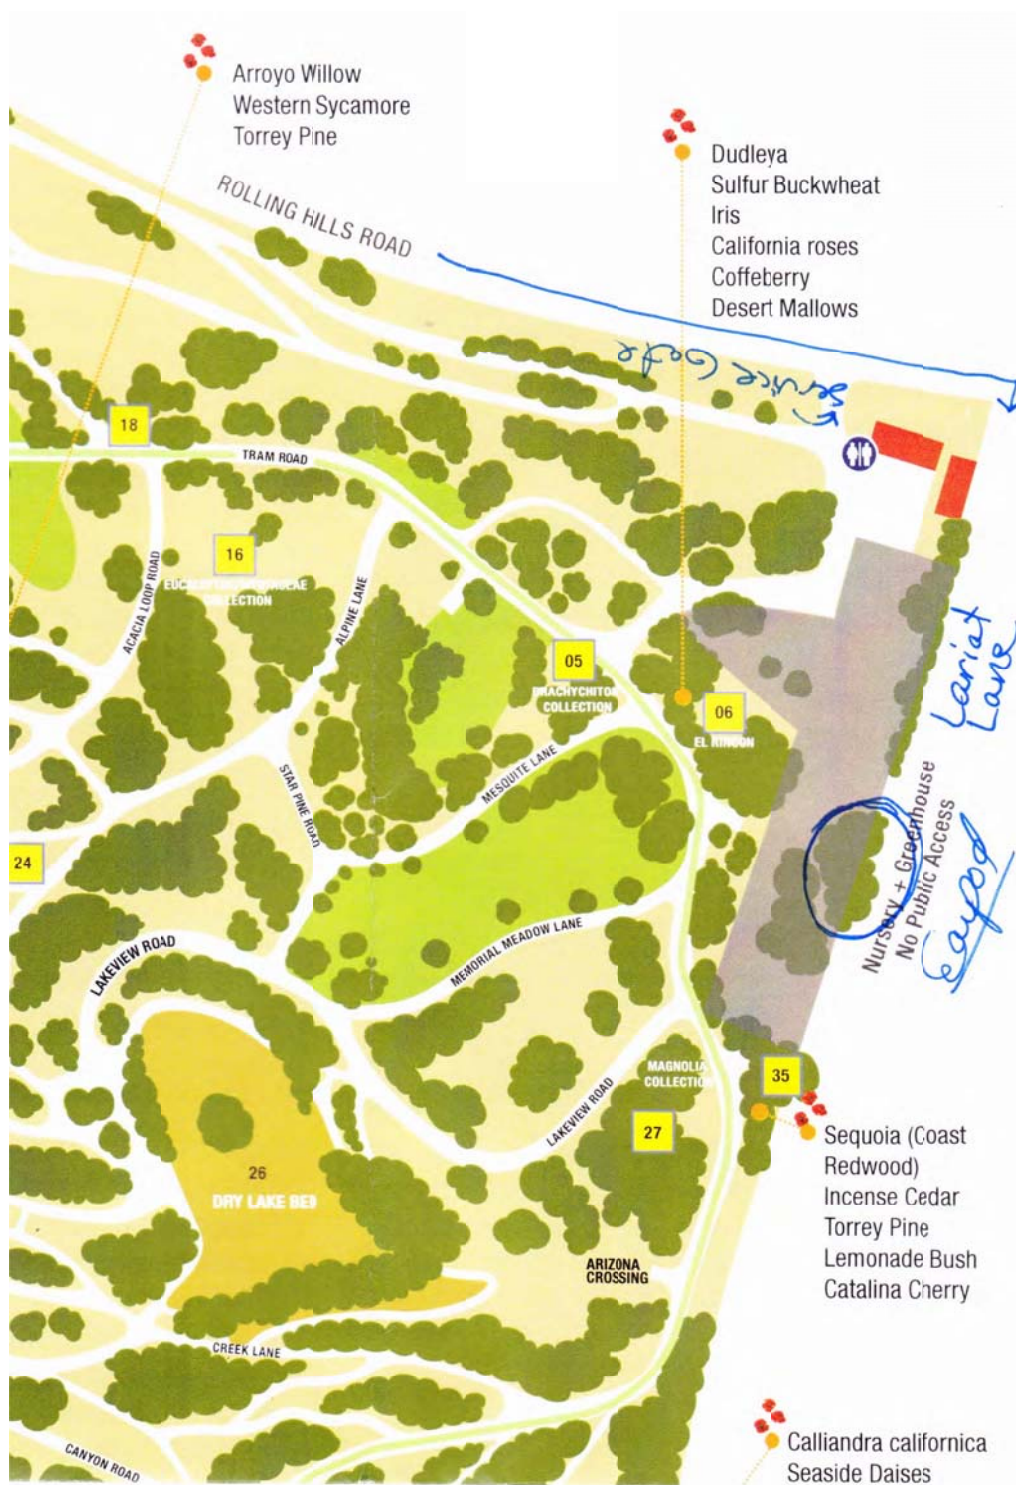 Arroyo Willow
Western Sycamore
Torrey Pine
ROLLING HILLS ROAD
Dudleya
Sulfur Buckwheat
Iris
California roses
Coffeberry
Desert Mallows
Service Gate
18
TRAM ROAD
16
COLLECTION
ACACIA LOOP ROAD
ALPINE LANE
05
BRACHYCHITON
COLLECTION
06
EL RINCON
Lariat
Lane
MESQUITE LANE
STAR PINE ROAD
24
Nursery + Greenhouse
No Public Access
MEMORIAL MEADOW LANE
LAKEVIEW ROAD
MAGNOLIA
COLLECTION
35
LAKEVIEW ROAD
27
Sequoia (Coast
Redwood)
Incense Cedar
Torrey Pine
Lemonade Bush
Catalina Cherry
26
DRY LAKE BED
ARIZONA
CROSSING
CREEK LANE
CANYON ROAD
Calliandra californica
Seaside Daises